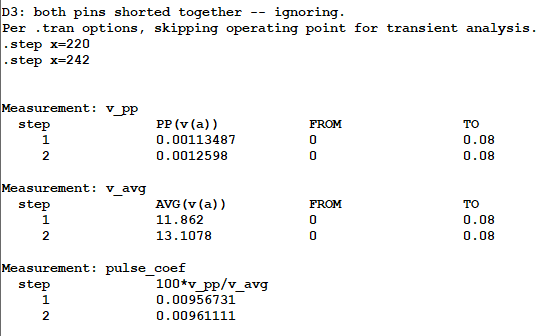 D3: both pins shorted together -- ignoring.
Per .tran options, skipping operating point for transient analysis.
.step x=220
.step x=242
Measurement: v_pp
step PP(v(a)) FROM TO
1 0.00113487 0 0.08
2 0.0012598 0 0.08
Measurement: v_avg
step AVG(v(a)) FROM TO
1 11.862 0 0.08
2 13.1078 0 0.08
Measurement: pulse_coef
step 100*v_pp/v_avg
1 0.00956731
2 0.00961111